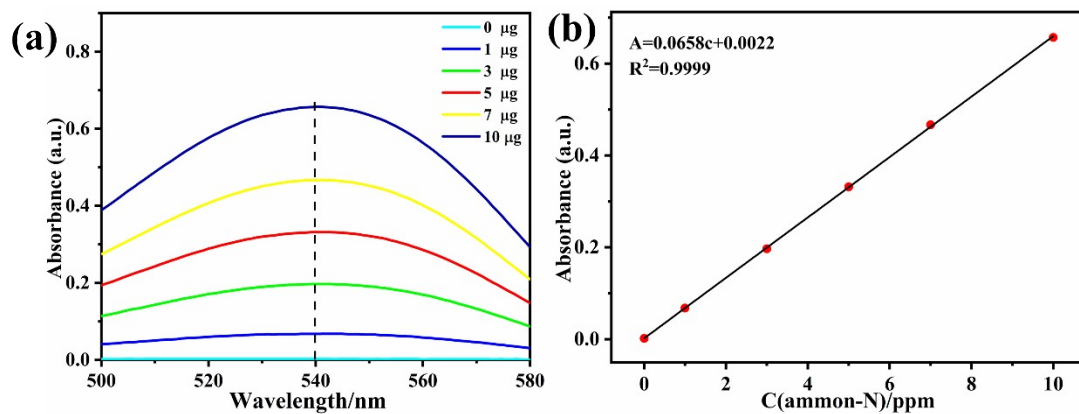 (a)
0 μg
1 μg
3 μg
5 μg
7 μg
10 μg
0.8
0.6
0.4
0.2
0.0
Absorbance (a.u.)
500
520
540
560
580
Wavelength/nm
(b)
A=0.0658c+0.0022
R²=0.9999
0.6
0.4
0.2
0.0
Absorbance (a.u.)
0
2
4
6
8
10
C(ammon-N)/ppm